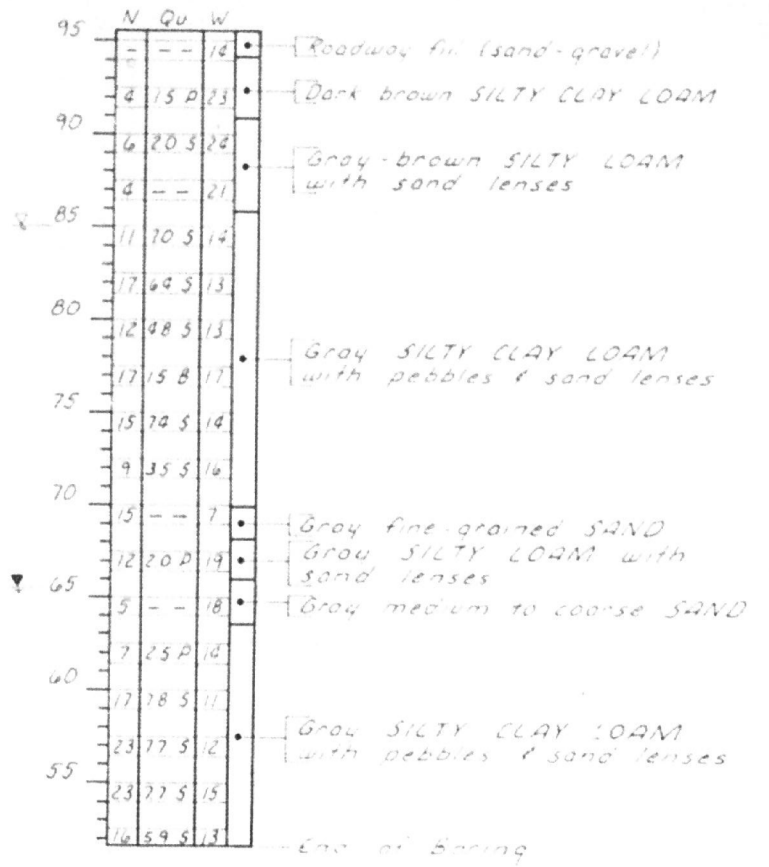 N Qu W
95
- -- 14
Roadway fill (sand-gravel)
4 15 P 23
Dark brown SILTY CLAY LOAM
90
6 20 S 24
Gray-brown SILTY LOAM
with sand lenses
4 -- 21
85
11 20 S 14
17 64 S 13
80
12 48 S 13
Gray SILTY CLAY LOAM
with pebbles & sand lenses
17 15 B 17
75
15 74 S 14
9 35 S 16
70
15 -- 7
Gray fine-grained SAND
12 20 P 19
Gray SILTY LOAM with
sand lenses
65
5 -- 18
Gray medium to coarse SAND
7 25 P 14
60
17 78 S 11
Gray SILTY CLAY LOAM
with pebbles & sand lenses
23 77 S 12
55
23 77 S 15
16 59 S 13
End of Boring